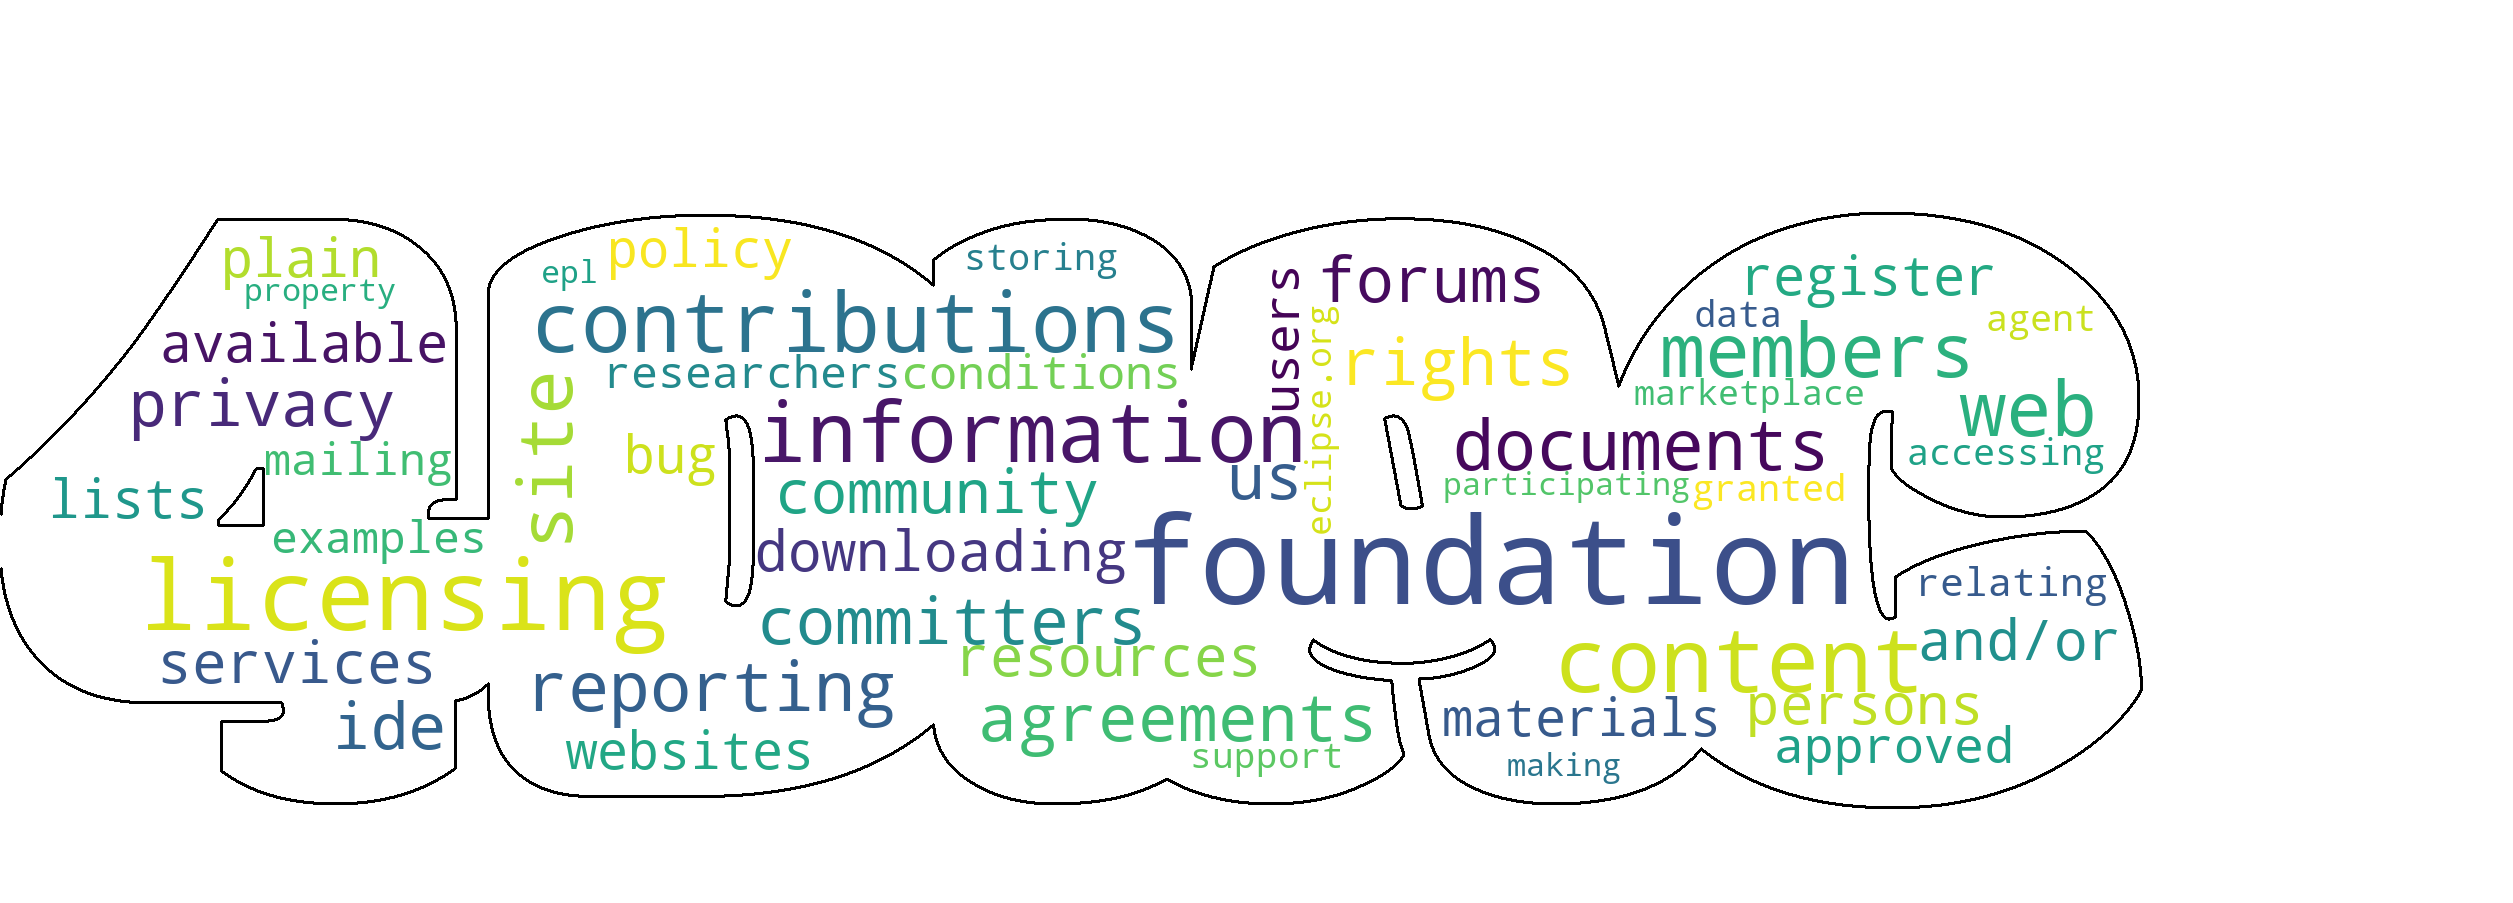 plain
property
available
privacy
mailing
lists
examples
licensing
services
ide
epl
policy
storing
contributions
researchers
conditions
site
bug
information
community
us
downloading
committers
resources
reporting
agreements
websites
support
users
eclipse.org
forums
rights
documents
participating
granted
foundation
register
data
agent
members
marketplace
web
accessing
relating
content
and/or
persons
materials
approved
making